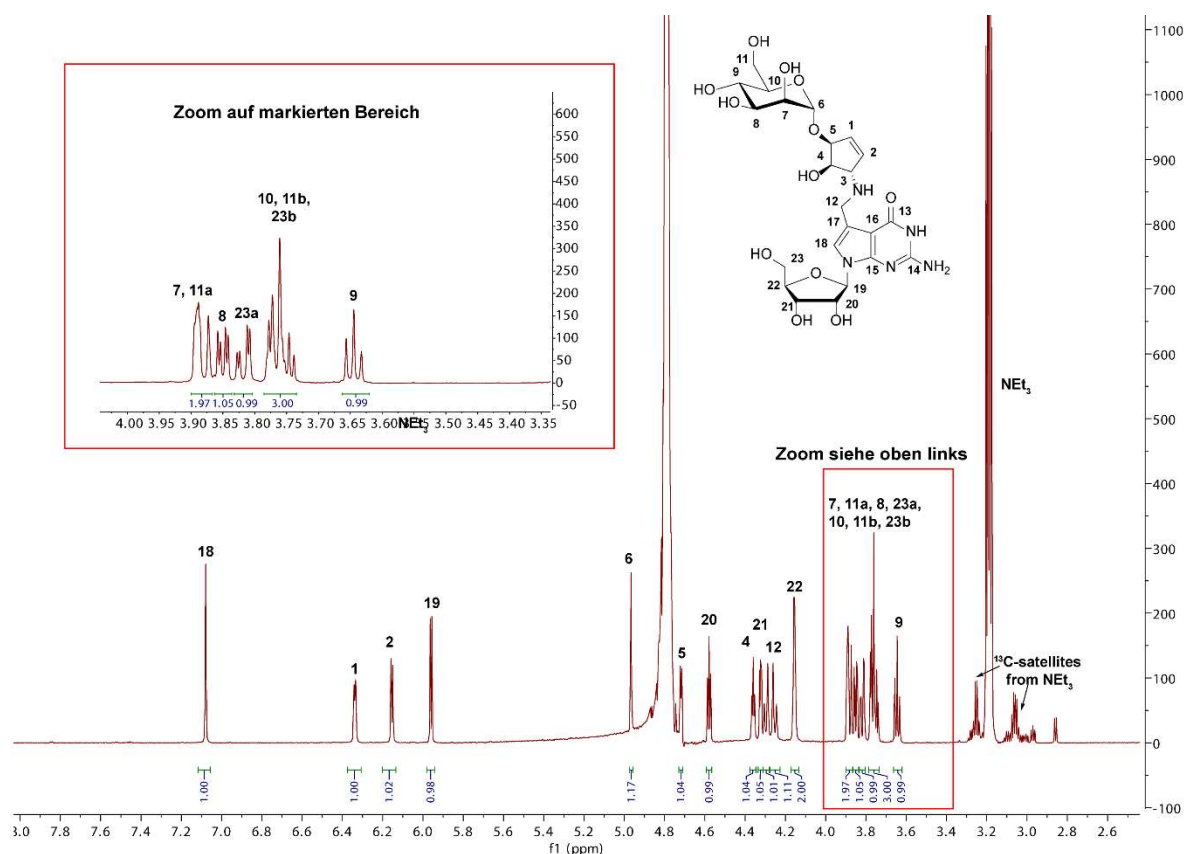 Zoom auf markierten Bereich
600
550
500
450
400
350
300
250
200
150
100
50
0
-50
7, 11a
8
23a
10, 11b,
23b
9
1.97
1.05
0.99
3.00
0.99
4.00 3.95 3.90 3.85 3.80 3.75 3.70 3.65 3.60 3.55 3.50 3.45 3.40 3.35
NEt3
OH
11
9
HO
10
O
OH
HO
8
7
6
O
5
1
4
2
HO
3
NH
12
O
13
17
16
NH
18
HO
23
N
15
N
14
NH2
O
22
19
21
20
OH
OH
NEt3
Zoom siehe oben links
7, 11a, 8, 23a,
10, 11b, 23b
9
13C-satellites
from NEt3
18
1
2
19
6
5
20
4
21
12
22
1.00
1.00
1.02
0.98
1.17
1.04
0.99
1.04
1.05
1.01
1.11
2.00
1.97
1.05
0.99
3.00
0.99
1100
1000
900
800
700
600
500
400
300
200
100
0
-100
3.0 7.8 7.6 7.4 7.2 7.0 6.8 6.6 6.4 6.2 6.0 5.8 5.6 5.4 5.2 5.0 4.8 4.6 4.4 4.2 4.0 3.8 3.6 3.4 3.2 3.0 2.8 2.6
f1 (ppm)